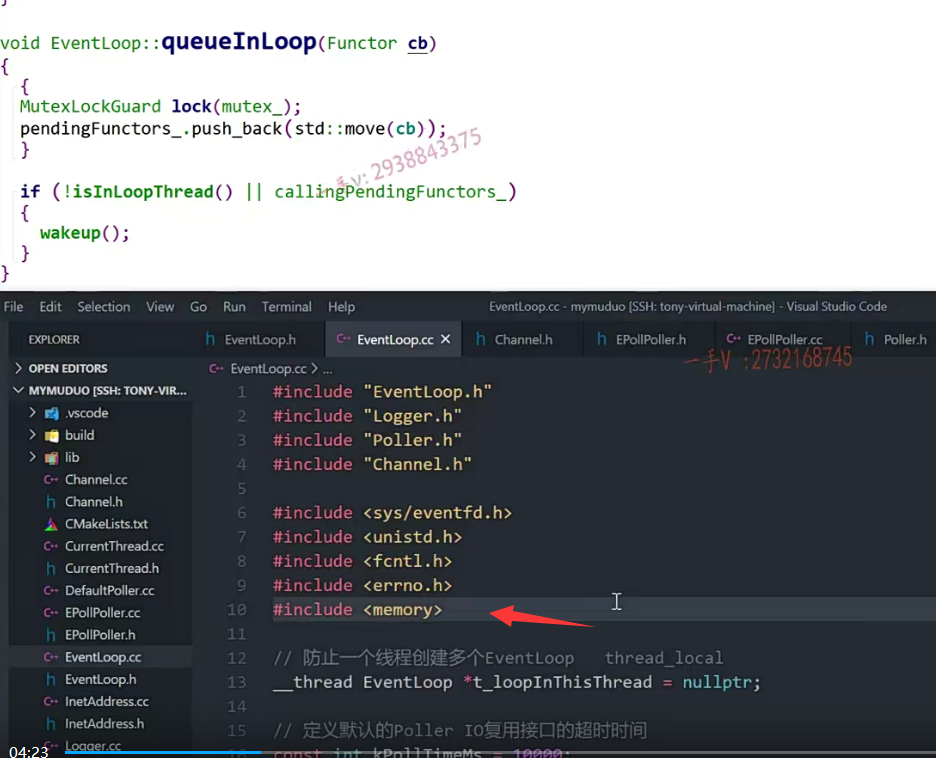 }
void EventLoop::queueInLoop(Functor cb)
{
{
MutexLockGuard lock(mutex_);
pendingFunctors_.push_back(std::move(cb));
}
一手v: 2938843375
if (!isInLoopThread() || callingPendingFunctors_)
{
wakeup();
}
}
File Edit Selection View Go Run Terminal Help EventLoop.cc - mymuduo [SSH: tony-virtual-machine] - Visual Studio Code
EXPLORER
EventLoop.h EventLoop.cc Channel.h EPollPoller.h EPollPoller.cc Poller.h
一手V :2732168745
OPEN EDITORS
MYMUDUO [SSH: TONY-VIR...
.vscode
build
lib
Channel.cc
Channel.h
CMakeLists.txt
CurrentThread.cc
CurrentThread.h
DefaultPoller.cc
EPollPoller.cc
EPollPoller.h
EventLoop.cc
EventLoop.h
InetAddress.cc
InetAddress.h
Logger.cc
EventLoop.cc > ...
1 #include "EventLoop.h"
2 #include "Logger.h"
3 #include "Poller.h"
4 #include "Channel.h"
5
6 #include <sys/eventfd.h>
7 #include <unistd.h>
8 #include <fcntl.h>
9 #include <errno.h>
10 #include <memory>
11
12 // 防止一个线程创建多个EventLoop thread_local
13 __thread EventLoop *t_loopInThisThread = nullptr;
14
15 // 定义默认的Poller IO复用接口的超时时间
16 const int kPollTimeMs = 10000;
04:23